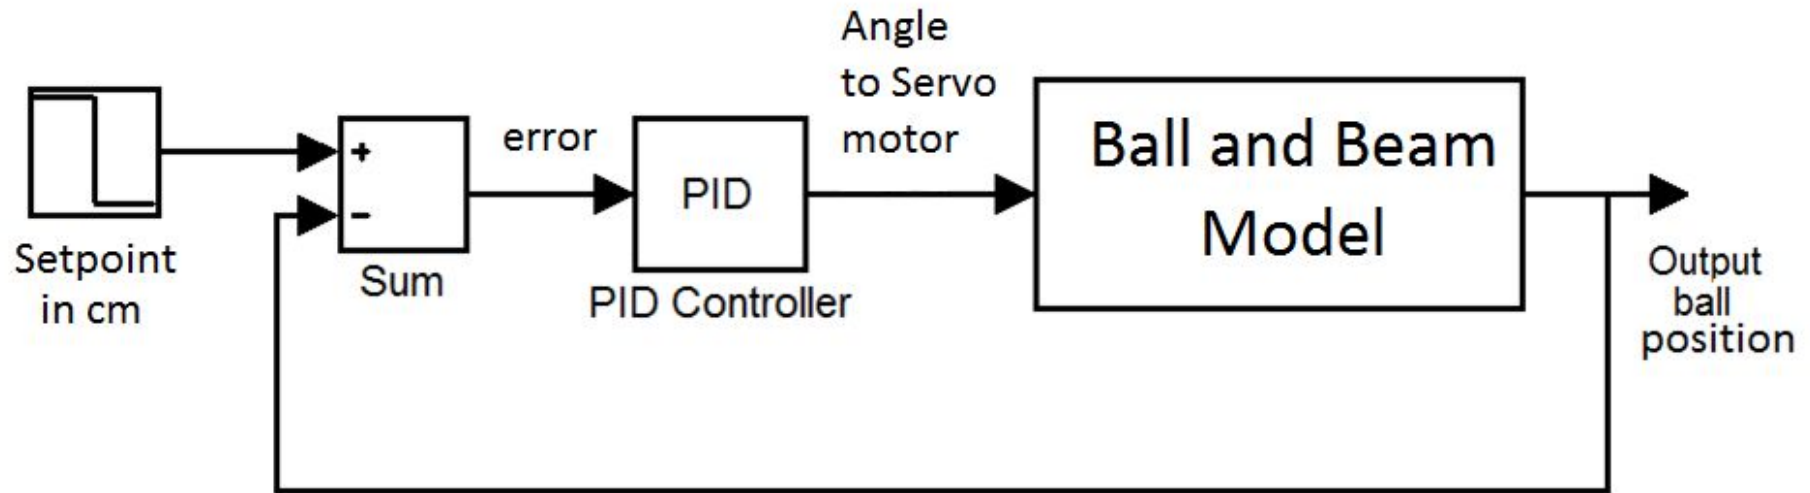 Setpoint
in cm
+
−
Sum
error
PID
PID Controller
Angle
to Servo
motor
Ball and Beam
Model
Output
ball
position